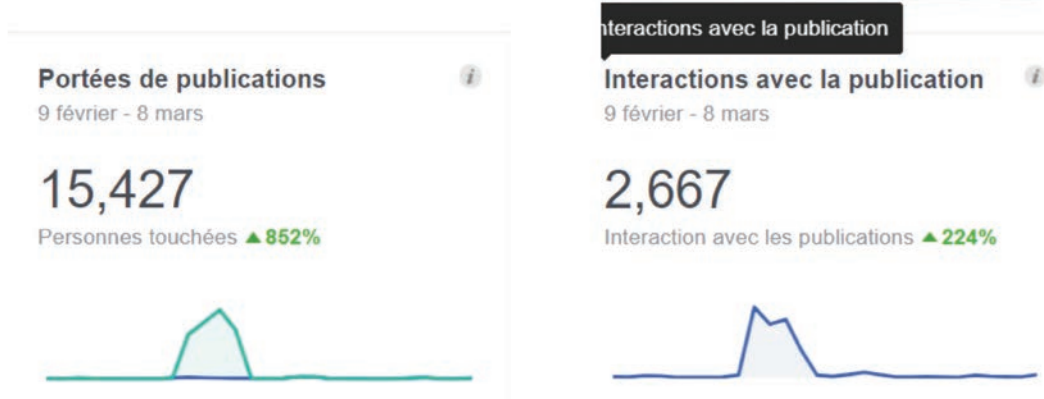 Portées de publications
9 février - 8 mars
15,427
Personnes touchées ▲ 852%
nteractions avec la publication
Interactions avec la publication
9 février - 8 mars
2,667
Interaction avec les publications ▲ 224%